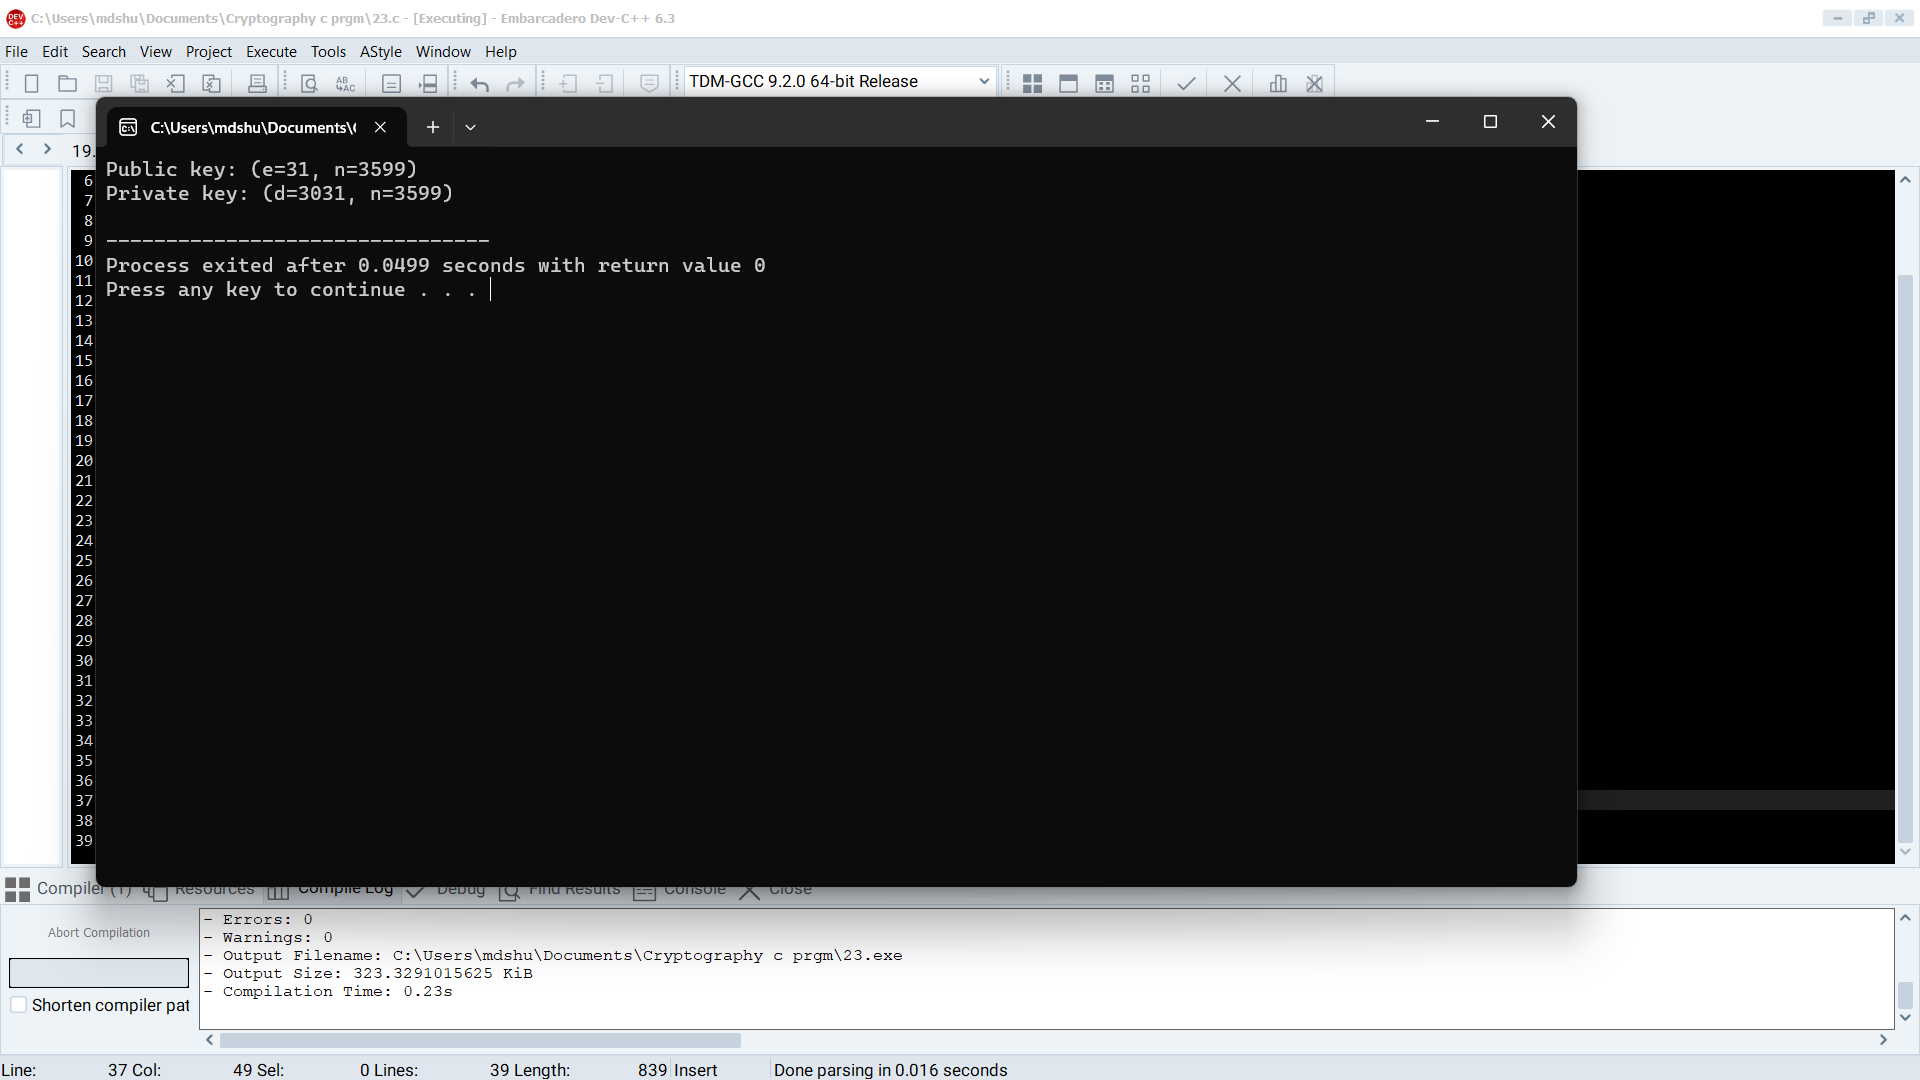 C:\Users\mdshu\Documents\Cryptography c prgm\23.c - [Executing] - Embarcadero Dev-C++ 6.3
File Edit Search View Project Execute Tools AStyle Window Help
TDM-GCC 9.2.0 64-bit Release
C:\Users\mdshu\Documents\(
19.
Public key: (e=31, n=3599)
Private key: (d=3031, n=3599)
--------------------------------
Process exited after 0.0499 seconds with return value 0
Press any key to continue . . .
6
7
8
9
10
11
12
13
14
15
16
17
18
19
20
21
22
23
24
25
26
27
28
29
30
31
32
33
34
35
36
37
38
39
Compiler (1) Resources Compile Log Debug Find Results Console Close
Abort Compilation
Shorten compiler pat
- Errors: 0
- Warnings: 0
- Output Filename: C:\Users\mdshu\Documents\Cryptography c prgm\23.exe
- Output Size: 323.3291015625 KiB
- Compilation Time: 0.23s
Line: 37 Col: 49 Sel: 0 Lines: 39 Length: 839 Insert Done parsing in 0.016 seconds